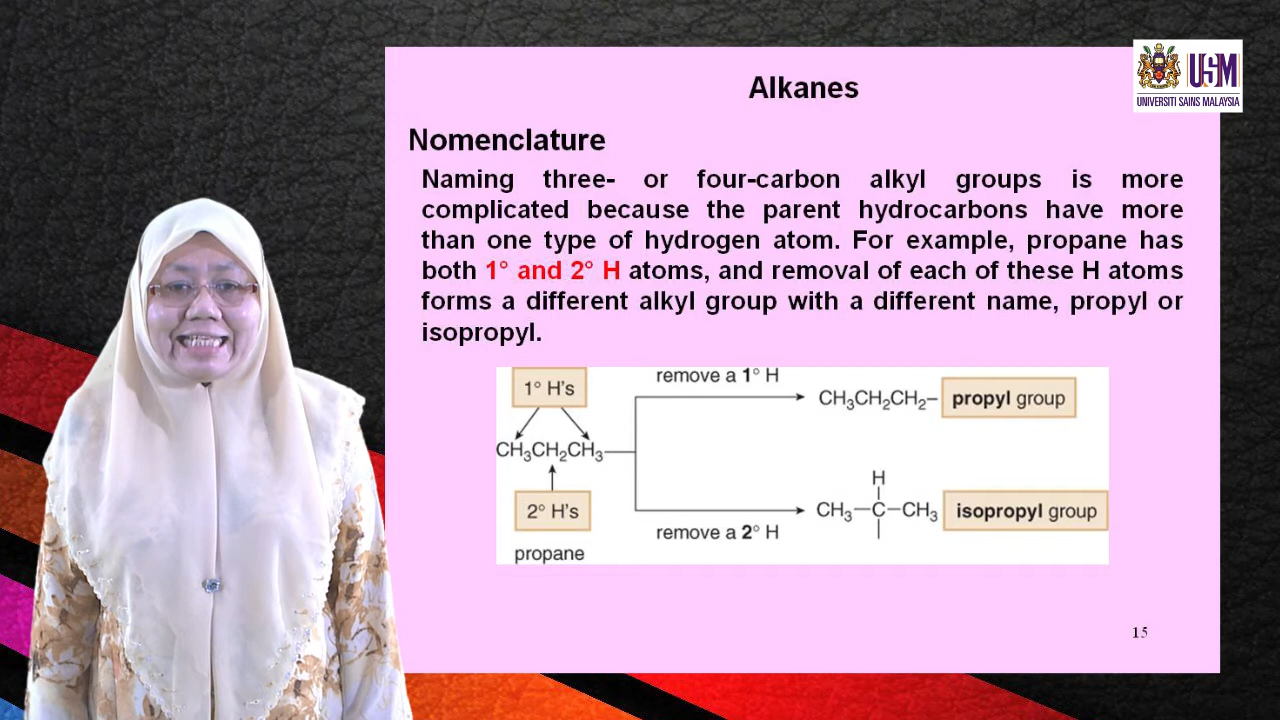 USM
UNIVERSITI SAINS MALAYSIA
Alkanes
Nomenclature
Naming three- or four-carbon alkyl groups is more
complicated because the parent hydrocarbons have more
than one type of hydrogen atom. For example, propane has
both 1° and 2° H atoms, and removal of each of these H atoms
forms a different alkyl group with a different name, propyl or
isopropyl.
1° H's
remove a 1° H
CH₃CH₂CH₂– propyl group
CH₃CH₂CH₃
H
2° H's
CH₃–C–CH₃ isopropyl group
remove a 2° H
propane
15